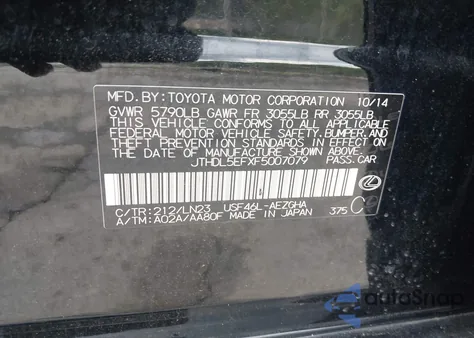 MFD.BY:TOYOTA MOTOR CORPORATION 10/14
GVWR 5790LB GAWR FR 3055LB RR 3055LB
THIS VEHICLE CONFORMS TO ALL APPLICABLE
FEDERAL MOTOR VEHICLE SAFETY,BUMPER,AND
THEFT PREVENTION STANDARDS IN EFFECT ON
THE DATE OF MANUFACTURE SHOWN ABOVE.
JTHDL5EFXF5007079 PASS.CAR
C/TR:212/LN23 USF46L-AEZGHA
A/TM:A02A/AA80F MADE IN JAPAN 375
autoSnap